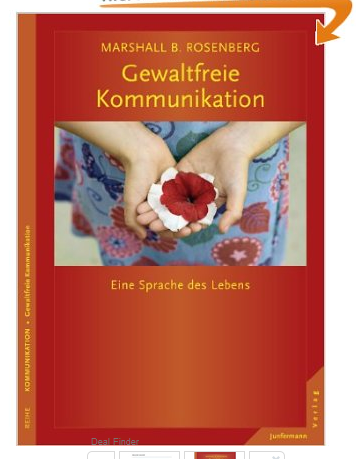 MARSHALL B. ROSENBERG
Gewaltfreie
Kommunikation
Eine Sprache des Lebens
REIHE KOMMUNIKATION • Gewaltfreie Kommunikation
Junfermann
Verlag
Deal Finder